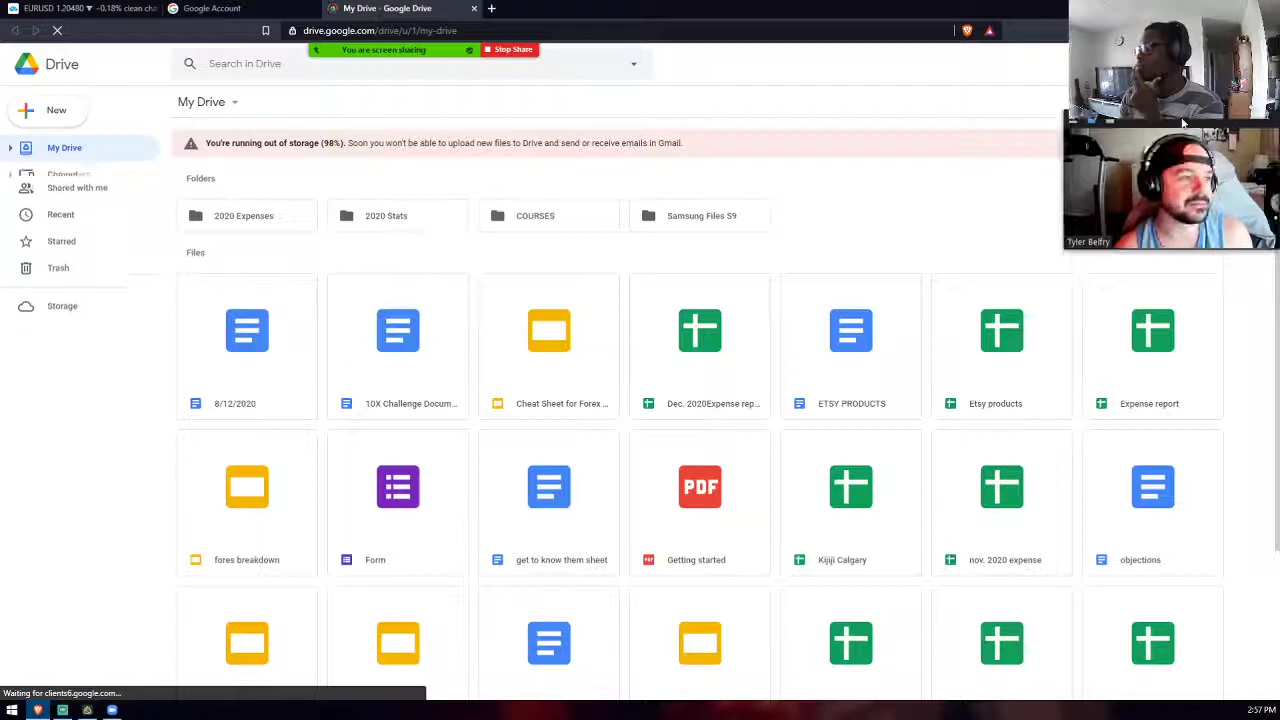 EURUSD 1.20480 ▼ −0.18% clean cha
Google Account
My Drive - Google Drive
drive.google.com/drive/u/1/my-drive
You are screen sharing
Stop Share
Drive
Search in Drive
New
My Drive
You're running out of storage (98%). Soon you won't be able to upload new files to Drive and send or receive emails in Gmail.
My Drive
Computers
Shared with me
Recent
Starred
Trash
Storage
Folders
2020 Expenses
2020 Stats
COURSES
Samsung Files S9
Tyler Belfry
Files
8/12/2020
10X Challenge Docum...
Cheat Sheet for Forex ...
Dec. 2020Expense rep...
ETSY PRODUCTS
Etsy products
Expense report
PDF
fores breakdown
Form
get to know them sheet
Getting started
Kijiji Calgary
nov. 2020 expense
objections
Waiting for clients6.google.com...
2:57 PM